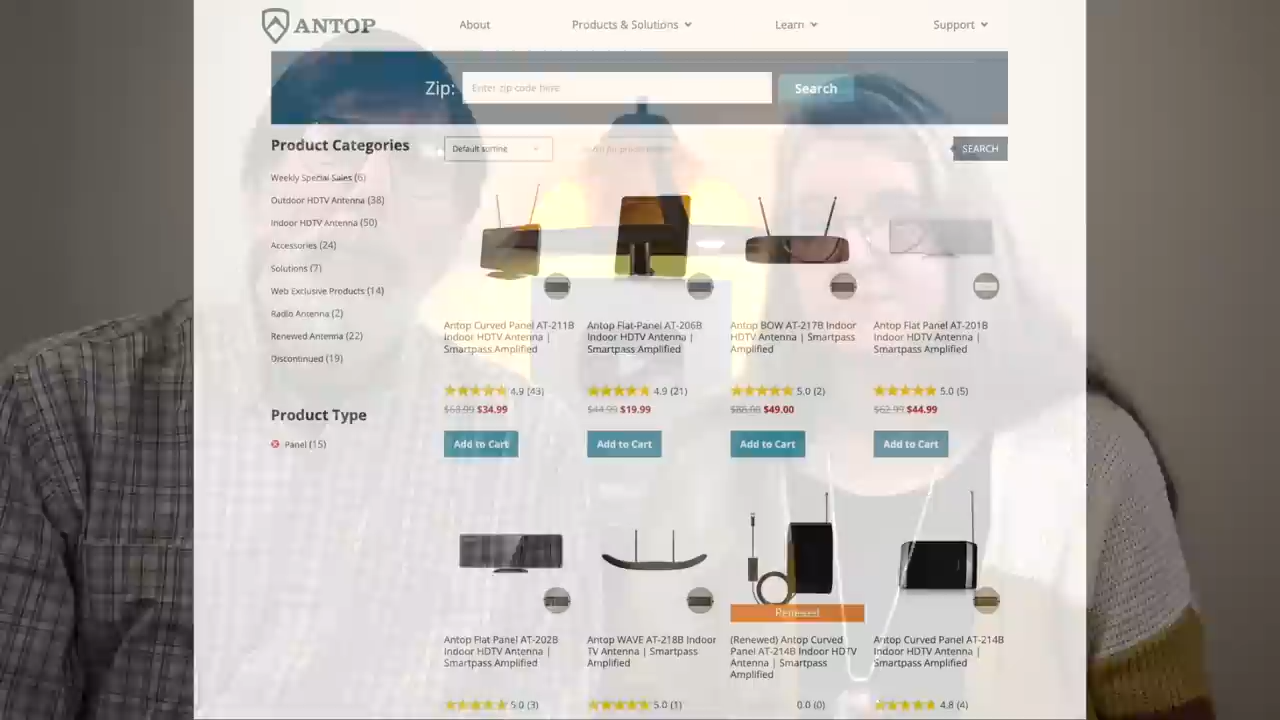 ANTOP
About
Products & Solutions
Learn
Support
Zip:
Enter zip code here
Search
Product Categories
Default sorting
SEARCH
Weekly Special Sales (6)
Outdoor HDTV Antenna (38)
Indoor HDTV Antenna (50)
Accessories (24)
Solutions (7)
Web Exclusive Products (14)
Radio Antenna (2)
Renewed Antenna (22)
Discontinued (19)
Product Type
Panel (15)
Antop Curved Panel AT-211B
Indoor HDTV Antenna |
Smartpass Amplified
4.9 (43)
$68.99 $34.99
Add to Cart
Antop Flat-Panel AT-206B
Indoor HDTV Antenna |
Smartpass Amplified
4.9 (21)
$44.99 $19.99
Add to Cart
Antop BOW AT-217B Indoor
HDTV Antenna | Smartpass
Amplified
5.0 (2)
$88.00 $49.00
Add to Cart
Antop Flat Panel AT-201B
Indoor HDTV Antenna |
Smartpass Amplified
5.0 (5)
$62.99 $44.99
Add to Cart
Antop Flat Panel AT-202B
Indoor HDTV Antenna |
Smartpass Amplified
5.0 (3)
Antop WAVE AT-218B Indoor
TV Antenna | Smartpass
Amplified
5.0 (1)
Renewed
(Renewed) Antop Curved
Panel AT-214B Indoor HDTV
Antenna | Smartpass
Amplified
0.0 (0)
Antop Curved Panel AT-214B
Indoor HDTV Antenna |
Smartpass Amplified
4.8 (4)